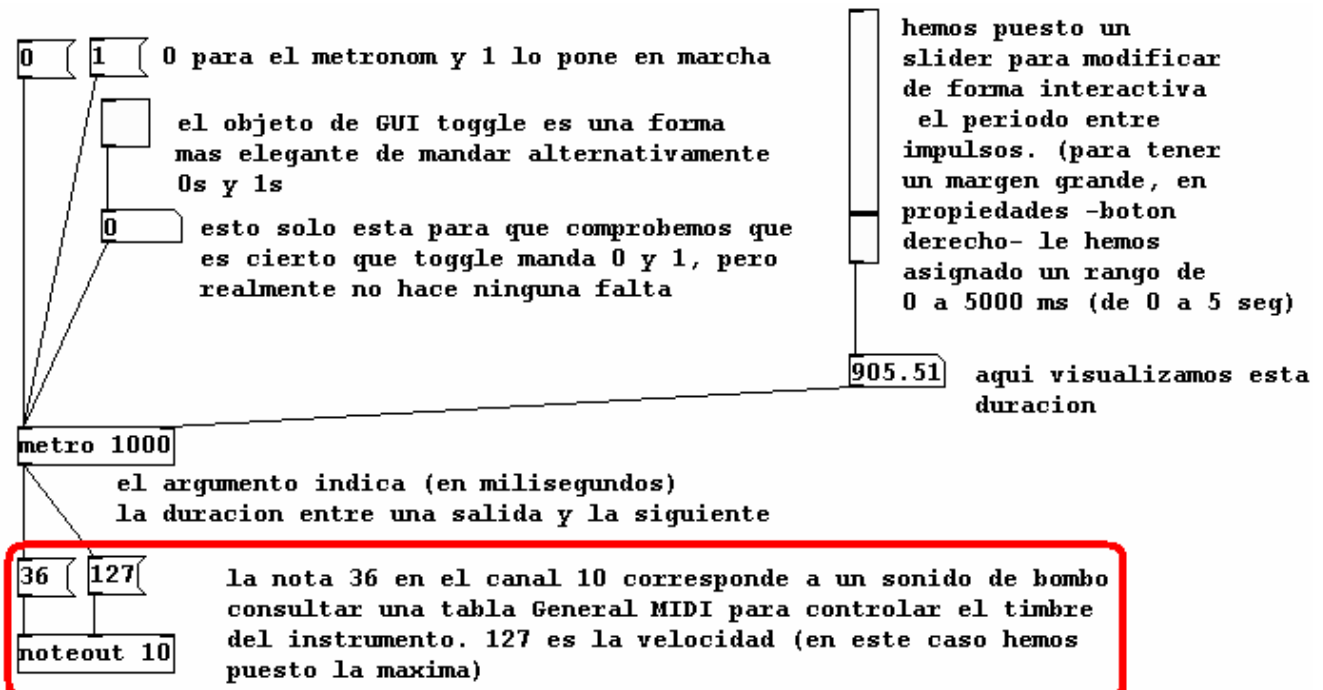 0
1
0 para el metronom y 1 lo pone en marcha
el objeto de GUI toggle es una forma
mas elegante de mandar alternativamente
0s y 1s
0
esto solo esta para que comprobemos que
es cierto que toggle manda 0 y 1, pero
realmente no hace ninguna falta
hemos puesto un
slider para modificar
de forma interactiva
el periodo entre
impulsos. (para tener
un margen grande, en
propiedades -boton
derecho- le hemos
asignado un rango de
0 a 5000 ms (de 0 a 5 seg)
905.51
aqui visualizamos esta
duracion
metro 1000
el argumento indica (en milisegundos)
la duracion entre una salida y la siguiente
36
127
la nota 36 en el canal 10 corresponde a un sonido de bombo
consultar una tabla General MIDI para controlar el timbre
del instrumento. 127 es la velocidad (en este caso hemos
puesto la maxima)
noteout 10